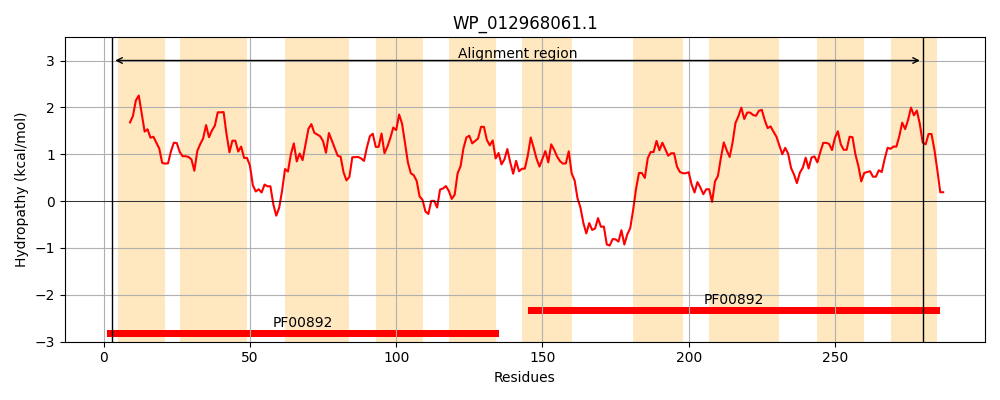 WP_012968061.1
Alignment region
Hydropathy (kcal/mol)
3
2
1
0
−1
−2
−3
PF00892
PF00892
0
50
100
150
200
250
Residues